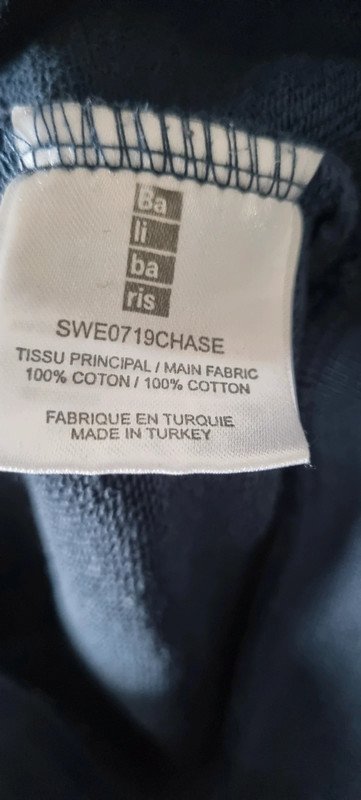 Ba
li
ba
ris
SWE0719CHASE
TISSU PRINCIPAL / MAIN FABRIC
100% COTON / 100% COTTON
FABRIQUE EN TURQUIE
MADE IN TURKEY